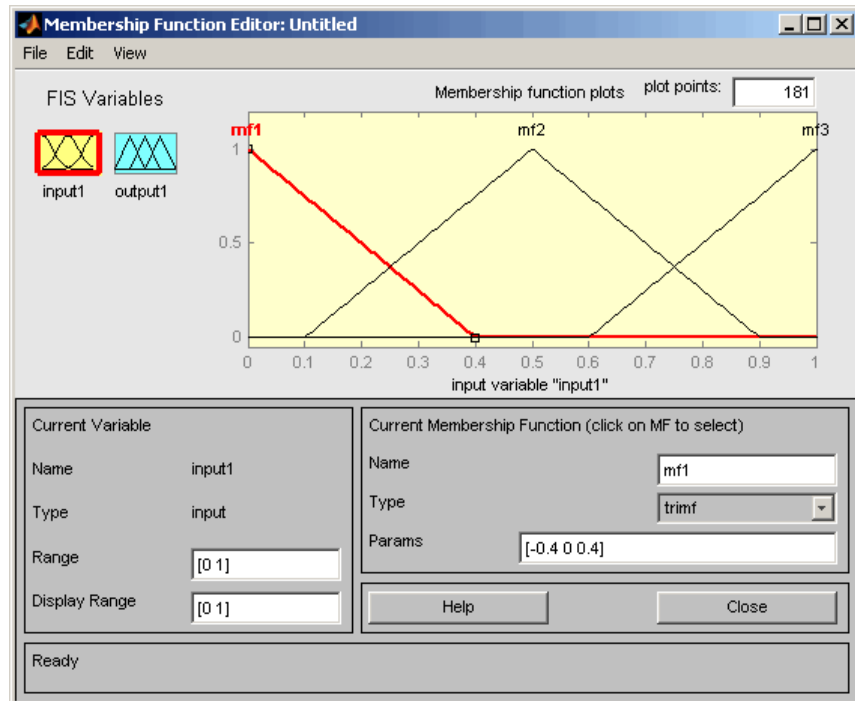 Membership Function Editor: Untitled
File Edit View
FIS Variables
Membership function plots plot points: 181
mf1 mf2 mf3
1
0.5
0
input1 output1
0 0.1 0.2 0.3 0.4 0.5 0.6 0.7 0.8 0.9 1
input variable "input1"
Current Variable
Name input1
Type input
Range [0 1]
Display Range [0 1]
Current Membership Function (click on MF to select)
Name mf1
Type trimf
Params [-0.4 0 0.4]
Help Close
Ready